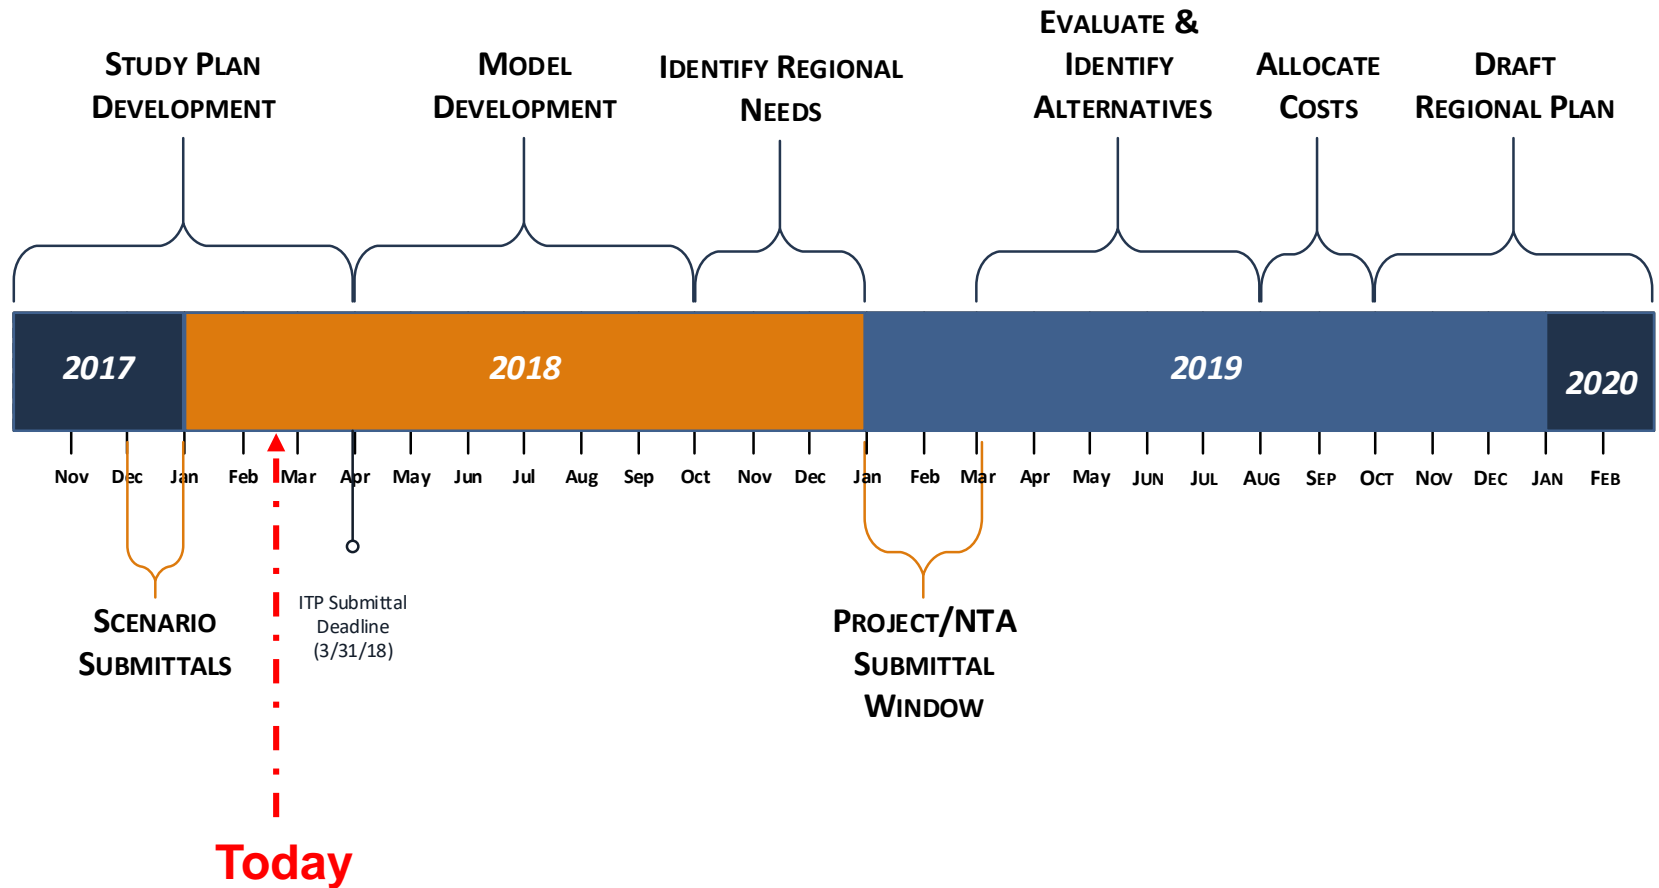 STUDY PLAN
DEVELOPMENT
MODEL
DEVELOPMENT
IDENTIFY REGIONAL
NEEDS
EVALUATE &
IDENTIFY
ALTERNATIVES
ALLOCATE
COSTS
DRAFT
REGIONAL PLAN
2017
2018
2019
2020
Nov Dec Jan Feb Mar Apr May Jun Jul Aug Sep Oct Nov Dec Jan Feb Mar Apr May JUN JUL AUG SEP OCT NOV DEC JAN FEB
SCENARIO
SUBMITTALS
ITP Submittal
Deadline
(3/31/18)
PROJECT/NTA
SUBMITTAL
WINDOW
Today